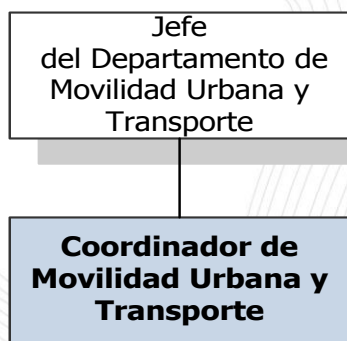 Jefe
del Departamento de
Movilidad Urbana y
Transporte
Coordinador de
Movilidad Urbana y
Transporte